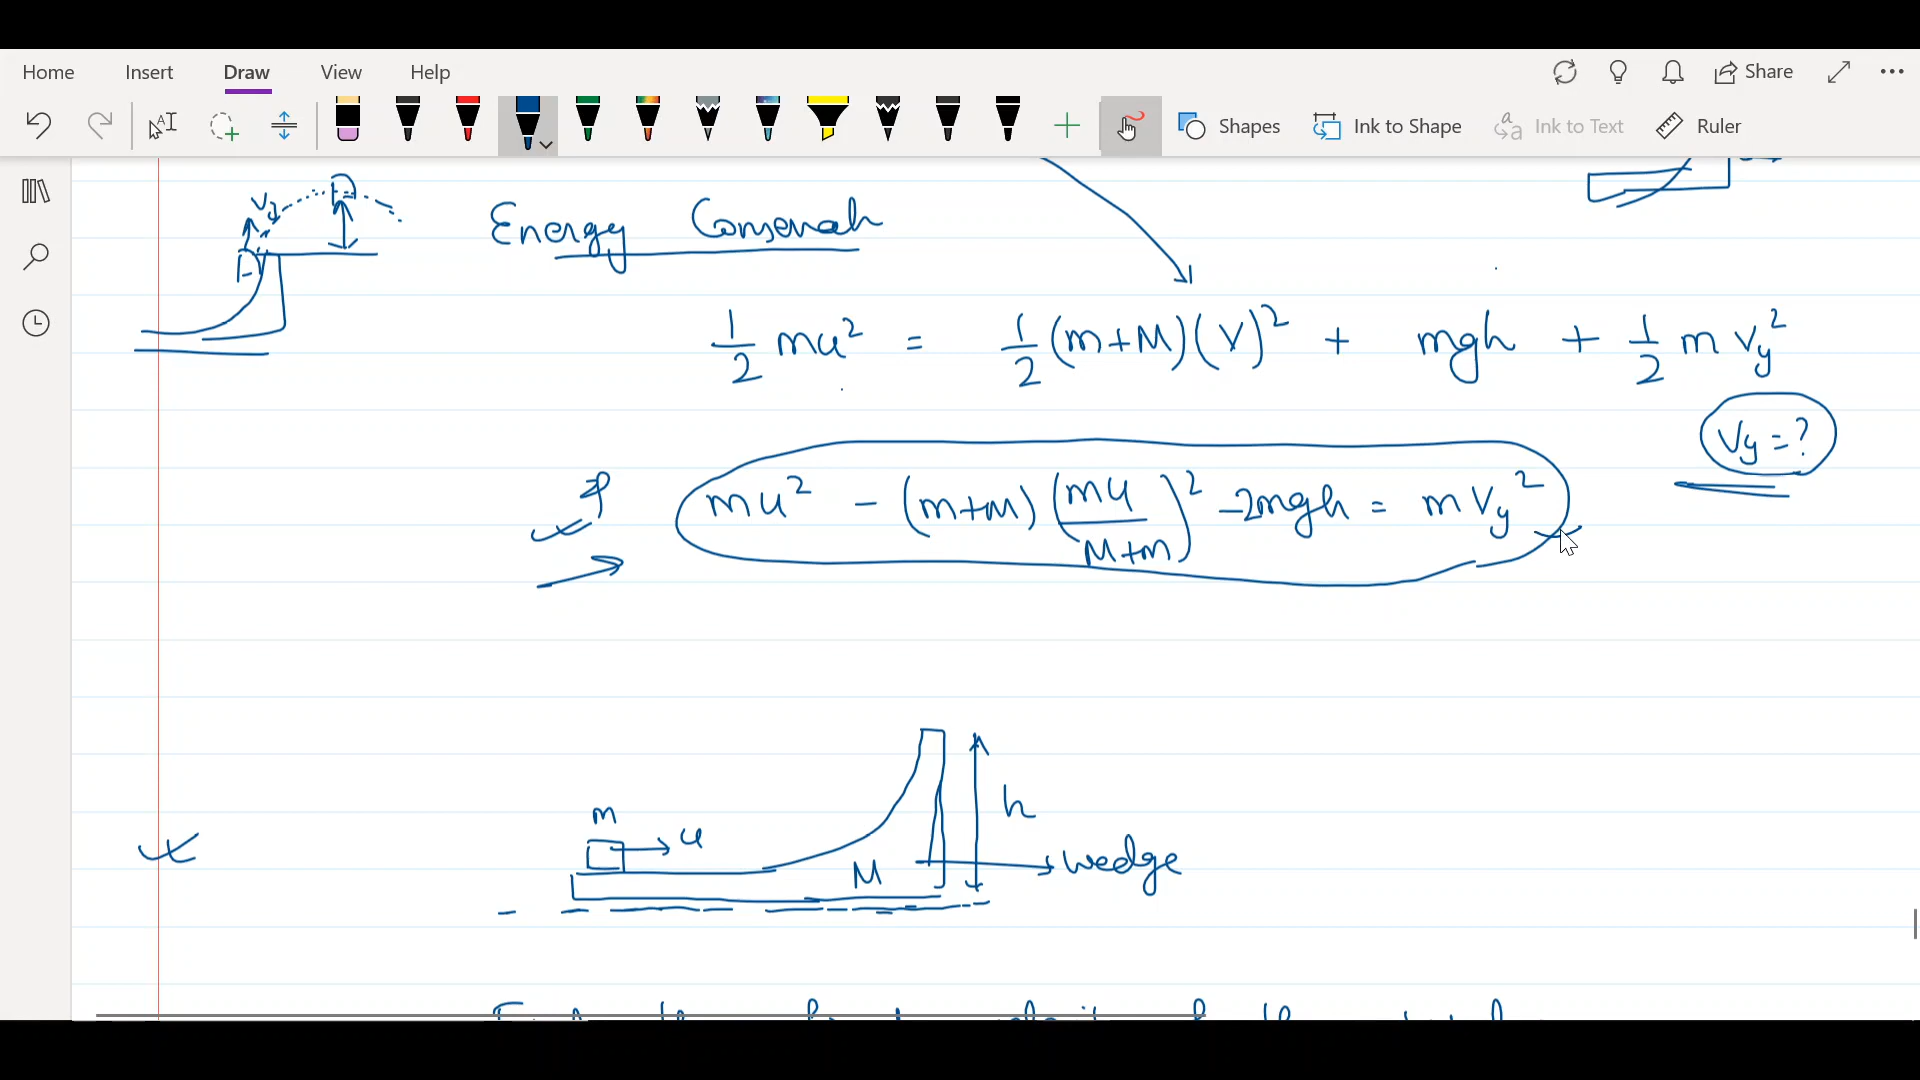 Home Insert Draw View Help Share
Shapes Ink to Shape Ink to Text Ruler
Vy
Energy
1/2 mu² = 1/2 (m+M)(V)² + mgh + 1/2 m Vy²
Vy = ?
mu² - (m+M) (mu/M+m)² - 2mgh = m Vy²
h
m
u
M
wedge